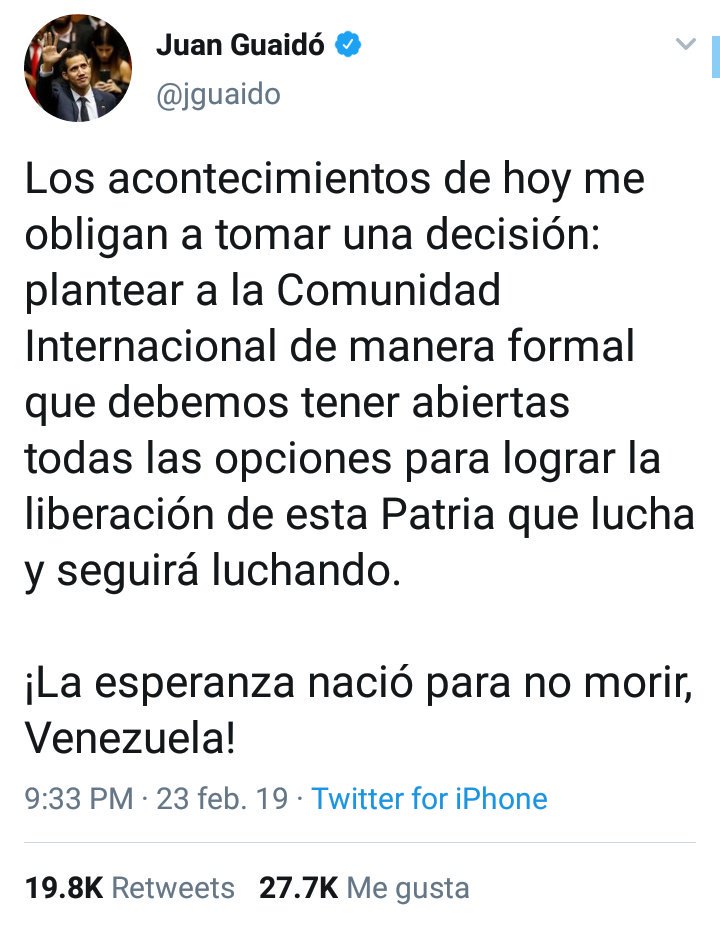 Juan Guaidó
@jguaido
Los acontecimientos de hoy me
obligan a tomar una decisión:
plantear a la Comunidad
Internacional de manera formal
que debemos tener abiertas
todas las opciones para lograr la
liberación de esta Patria que lucha
y seguirá luchando.
¡La esperanza nació para no morir,
Venezuela!
9:33 PM · 23 feb. 19 · Twitter for iPhone
19.8K Retweets 27.7K Me gusta